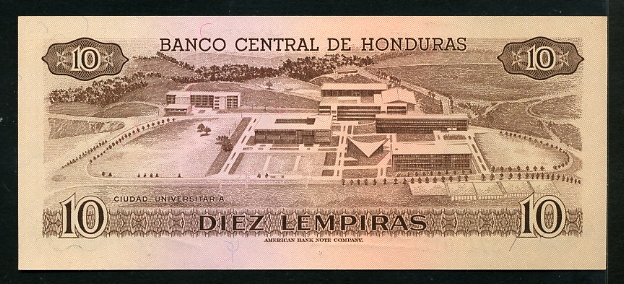 10 BANCO CENTRAL DE HONDURAS 10
CIUDAD UNIVERSITARIA
10 DIEZ LEMPIRAS 10
AMERICAN BANK NOTE COMPANY.